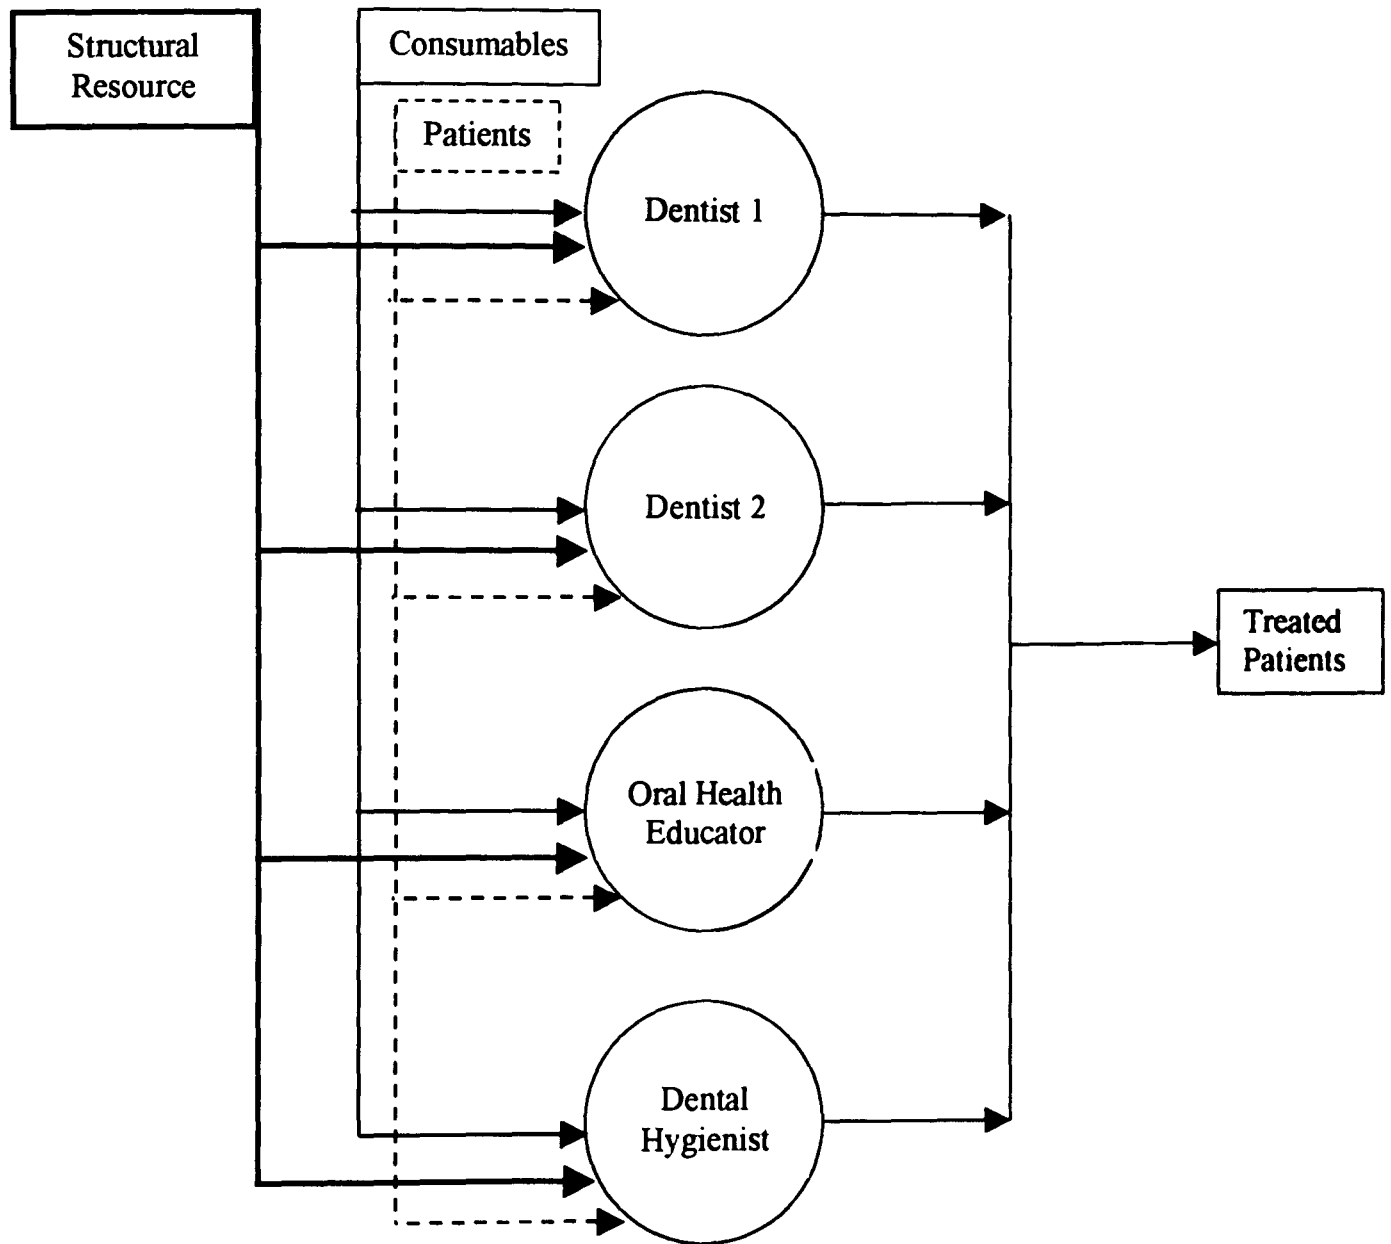 Structural
Resource
Consumables
Patients
Dentist 1
Dentist 2
Treated
Patients
Oral Health
Educator
Dental
Hygienist